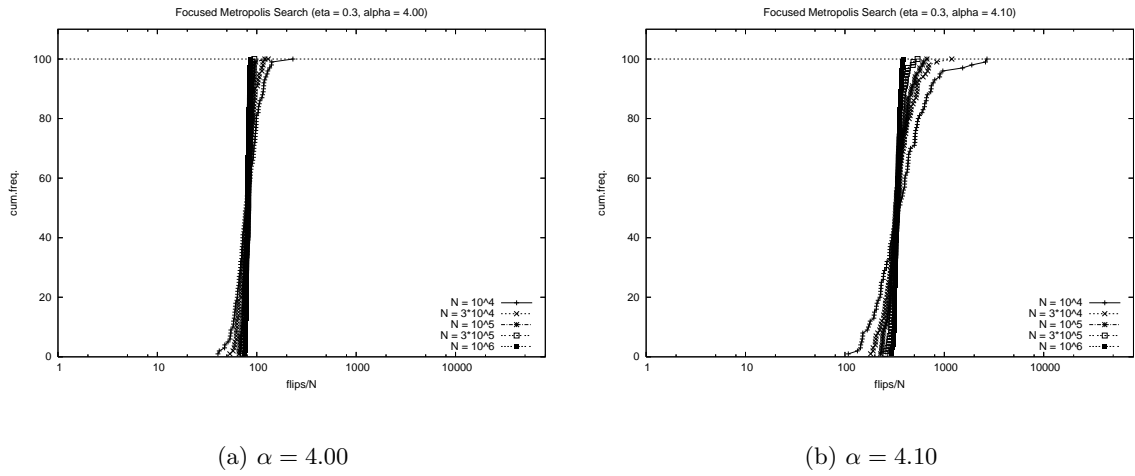 Focused Metropolis Search (eta = 0.3, alpha = 4.00)
100
80
60
40
20
0
cum.freq.
1
10
100
1000
10000
flips/N
N = 10^4
N = 3*10^4
N = 10^5
N = 3*10^5
N = 10^6
(a) α = 4.00
Focused Metropolis Search (eta = 0.3, alpha = 4.10)
100
80
60
40
20
0
cum.freq.
1
10
100
1000
10000
flips/N
N = 10^4
N = 3*10^4
N = 10^5
N = 3*10^5
N = 10^6
(b) α = 4.10